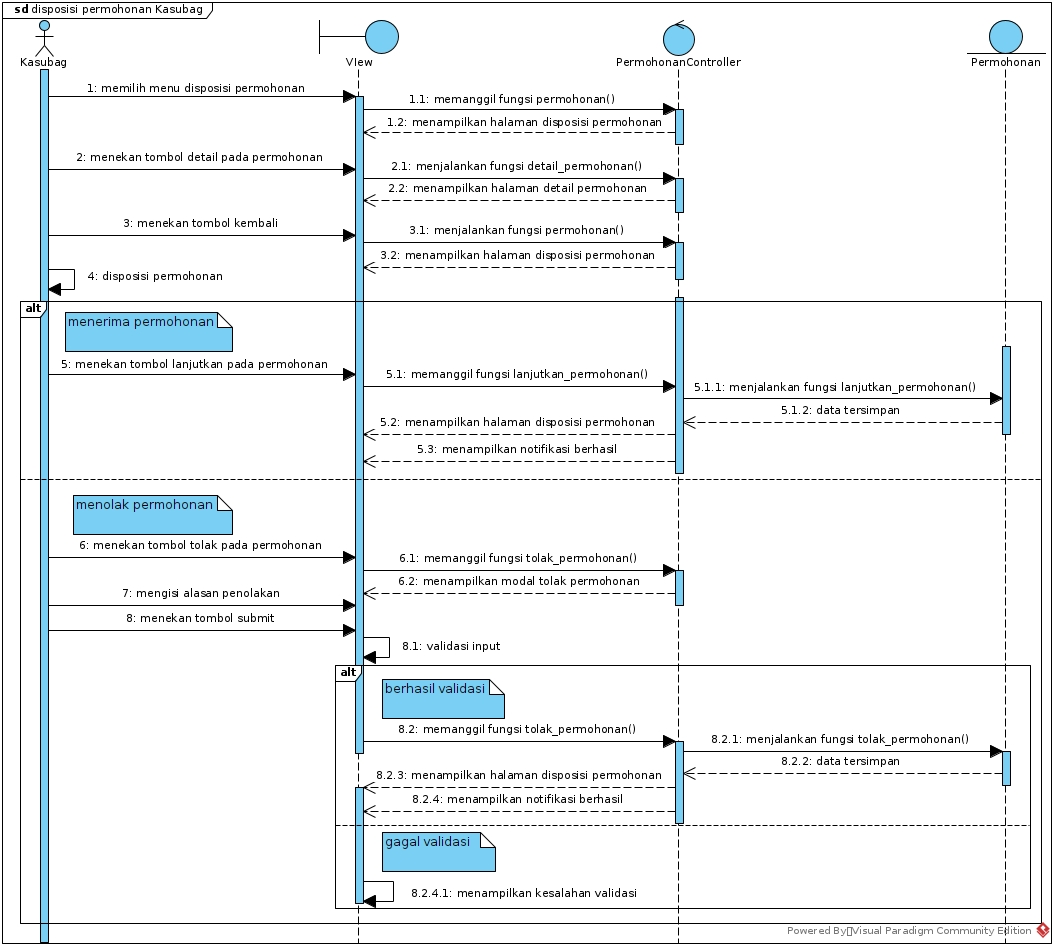 sd disposisi permohonan Kasubag
Kasubag
VIew
PermohonanController
Permohonan
1: memilih menu disposisi permohonan
1.1: memanggil fungsi permohonan()
1.2: menampilkan halaman disposisi permohonan
2: menekan tombol detail pada permohonan
2.1: menjalankan fungsi detail_permohonan()
2.2: menampilkan halaman detail permohonan
3: menekan tombol kembali
3.1: menjalankan fungsi permohonan()
3.2: menampilkan halaman disposisi permohonan
4: disposisi permohonan
alt
menerima permohonan
5: menekan tombol lanjutkan pada permohonan
5.1: memanggil fungsi lanjutkan_permohonan()
5.1.1: menjalankan fungsi lanjutkan_permohonan()
5.1.2: data tersimpan
5.2: menampilkan halaman disposisi permohonan
5.3: menampilkan notifikasi berhasil
menolak permohonan
6: menekan tombol tolak pada permohonan
6.1: memanggil fungsi tolak_permohonan()
6.2: menampilkan modal tolak permohonan
7: mengisi alasan penolakan
8: menekan tombol submit
8.1: validasi input
alt
berhasil validasi
8.2: memanggil fungsi tolak_permohonan()
8.2.1: menjalankan fungsi tolak_permohonan()
8.2.2: data tersimpan
8.2.3: menampilkan halaman disposisi permohonan
8.2.4: menampilkan notifikasi berhasil
gagal validasi
8.2.4.1: menampilkan kesalahan validasi
Powered By Visual Paradigm Community Edition